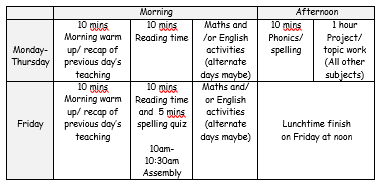 Morning
Afternoon
Monday-
Thursday
10 mins
Morning warm
up/ recap of
previous day's
teaching
10 mins
Reading time
Maths and
/or English
activities
(alternate
days maybe)
10 mins
Phonics/
spelling
1 hour
Project/
topic work
(All other
subjects)
Friday
10 mins
Morning warm
up/ recap of
previous day's
teaching
10 mins
Reading time
and 5 mins
spelling quiz
10am-
10:30am
Assembly
Maths and/
or English
activities
(alternate
days maybe)
Lunchtime finish
on Friday at noon